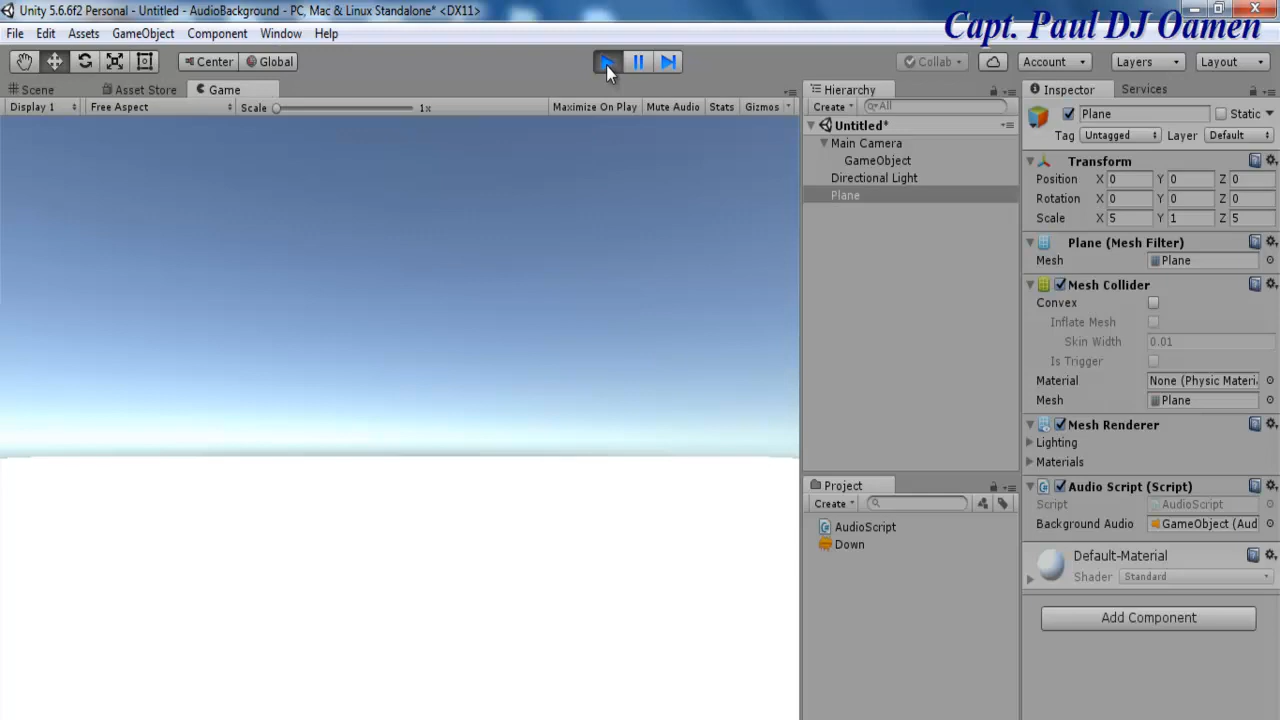 Unity 5.6.6f2 Personal - Untitled - AudioBackground - PC, Mac & Linux Standalone* <DX11>
Capt. Paul DJ Oamen
File Edit Assets GameObject Component Window Help
Center Global Collab Account Layers Layout
Scene Asset Store Game
Display 1 Free Aspect Scale 1x Maximize On Play Mute Audio Stats Gizmos
Hierarchy
Create All
Untitled*
Main Camera
GameObject
Directional Light
Plane
Project
Create
AudioScript
Down
Inspector Services
Plane Static
Tag Untagged Layer Default
Transform
Position X 0 Y 0 Z 0
Rotation X 0 Y 0 Z 0
Scale X 5 Y 1 Z 5
Plane (Mesh Filter)
Mesh Plane
Mesh Collider
Convex
Inflate Mesh
Skin Width 0.01
Is Trigger
Material None (Physic Materi
Mesh Plane
Mesh Renderer
Lighting
Materials
Audio Script (Script)
Script AudioScript
Background Audio GameObject (Aud
Default-Material
Shader Standard
Add Component